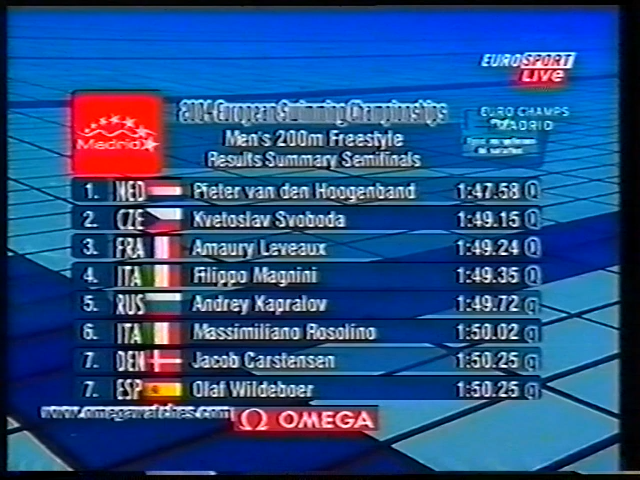 EUROSPORT
LIVE
2004 European Swimming Championships
EURO CHAMPS
MADRID
Madrid
Men's 200m Freestyle
Results Summary Semifinals
1. NED Pieter van den Hoogenband 1:47.58 Q
2. CZE Kvetoslav Svoboda 1:49.15 Q
3. FRA Amaury Leveaux 1:49.24 Q
4. ITA Filippo Magnini 1:49.35 Q
5. RUS Andrey Kapralov 1:49.72 q
6. ITA Massimiliano Rosolino 1:50.02 q
7. DEN Jacob Carstensen 1:50.25 q
7. ESP Olaf Wildeboer 1:50.25 q
www.omegawatches.com
Ω OMEGA